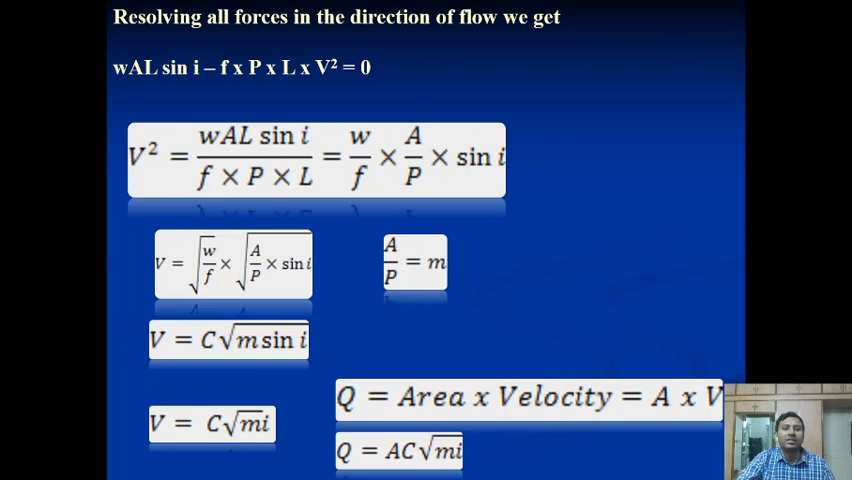 Resolving all forces in the direction of flow we get
wAL sin i – f x P x L x V² = 0
V² = wAL sin i / f × P × L = w/f × A/P × sin i
V = √(w/f) × √(A/P × sin i)
A/P = m
V = C√m sin i
V = C√mi
Q = Area x Velocity = A x V
Q = AC√mi